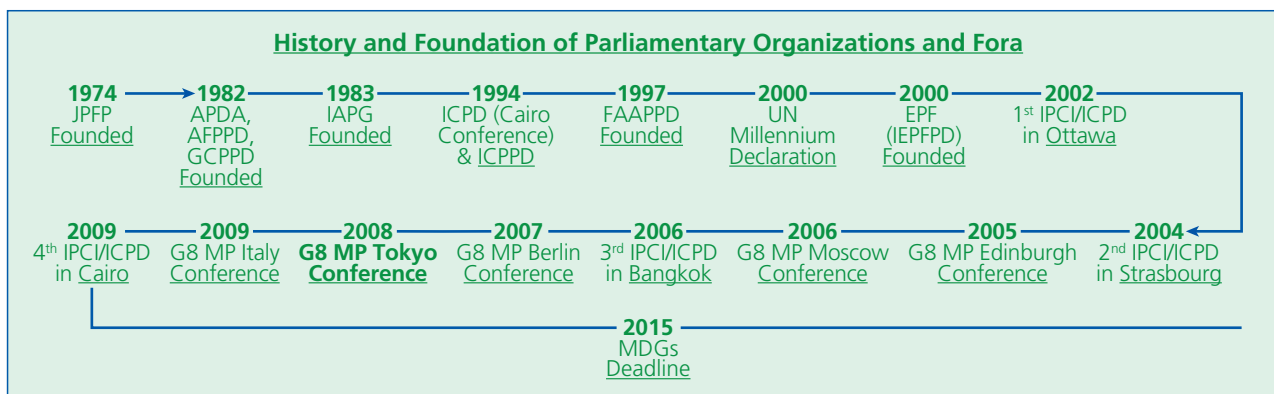 History and Foundation of Parliamentary Organizations and Fora
1974
JPFP
Founded
1982
APDA,
AFPPD,
GCPPD
Founded
1983
IAPG
Founded
1994
ICPD (Cairo
Conference)
& ICPPD
1997
FAAPPD
Founded
2000
UN
Millennium
Declaration
2000
EPF
(IEPFPD)
Founded
2002
1st IPCI/ICPD
in Ottawa
2004
2nd IPCI/ICPD
in Strasbourg
2005
G8 MP Edinburgh
Conference
2006
G8 MP Moscow
Conference
2006
3rd IPCI/ICPD
in Bangkok
2007
G8 MP Berlin
Conference
2008
G8 MP Tokyo
Conference
2009
G8 MP Italy
Conference
2009
4th IPCI/ICPD
in Cairo
2015
MDGs
Deadline